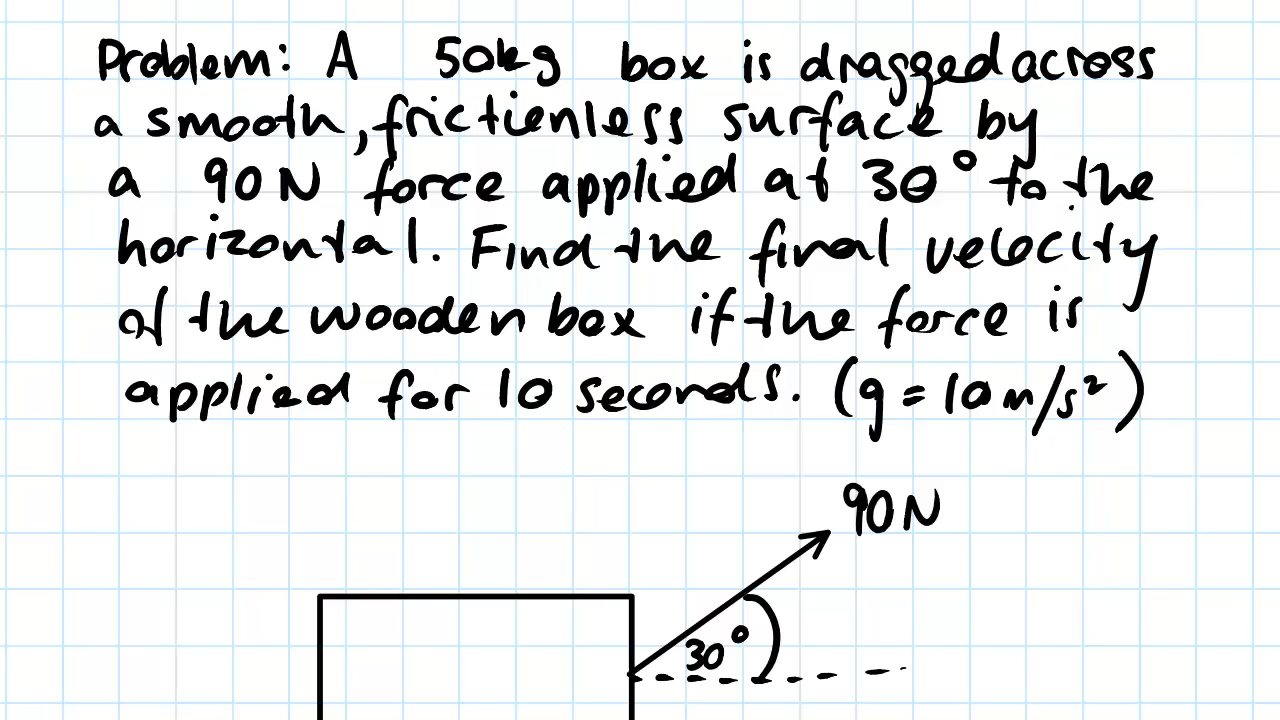 Problem: A 50kg box is dragged across
a smooth, frictionless surface by
a 90N force applied at 30° to the
horizontal. Find the final velocity
of the wooden box if the force is
applied for 10 seconds. (g = 10m/s²)
90N
30°